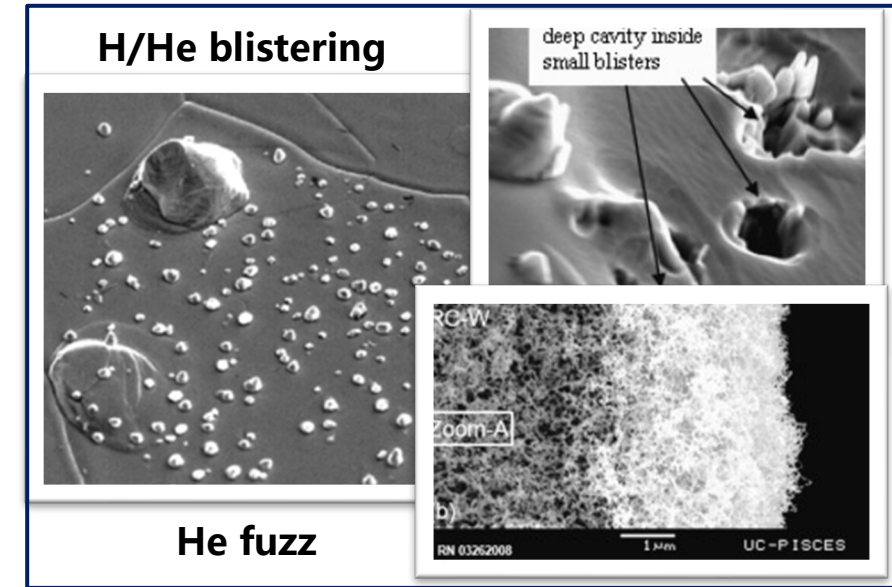 H/He blistering
deep cavity inside
small blisters
RC-W
Zoom-A
b)
1 μm
UC-PISCES
RN 03262008
He fuzz